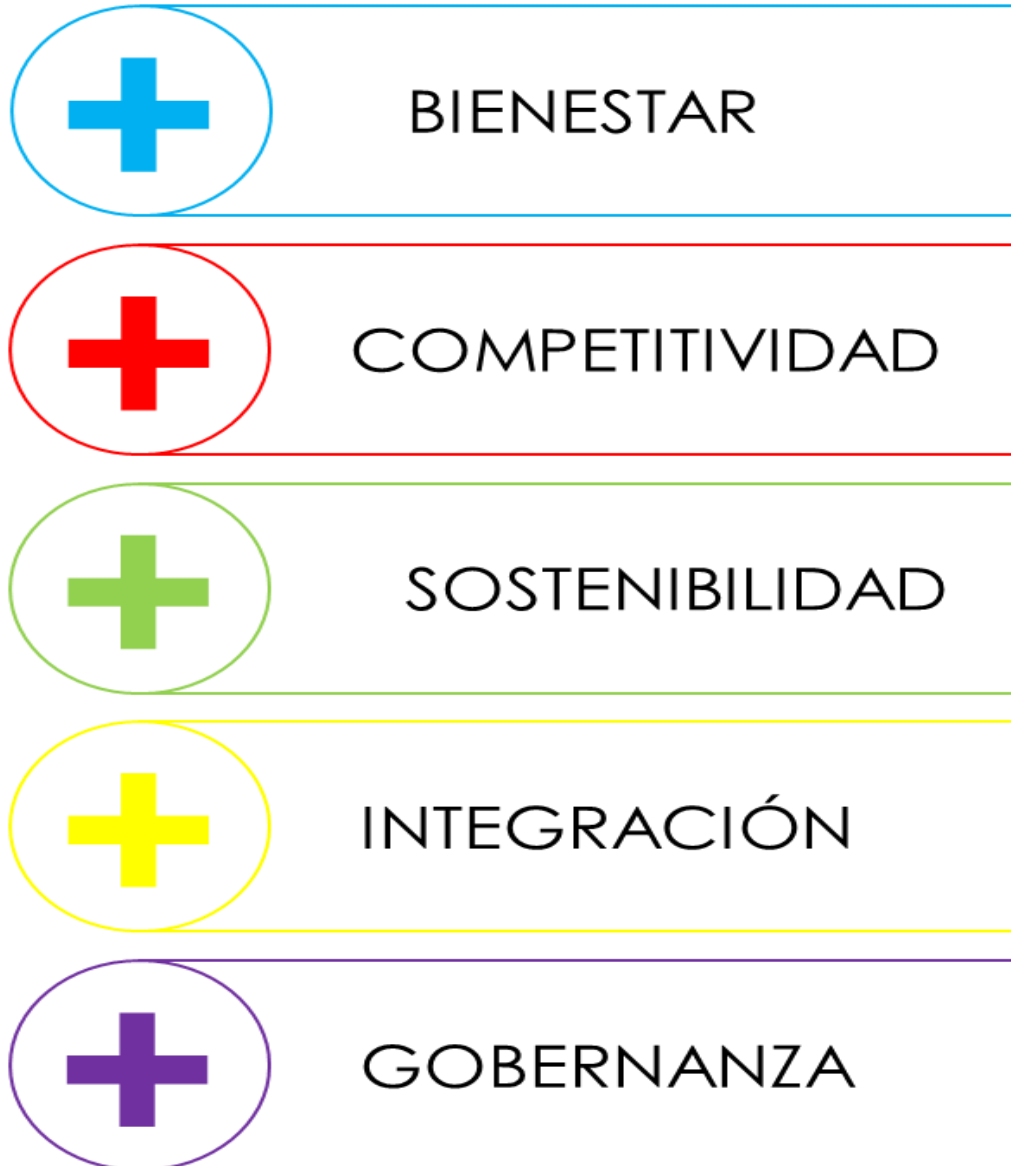 BIENESTAR
COMPETITIVIDAD
SOSTENIBILIDAD
INTEGRACIÓN
GOBERNANZA